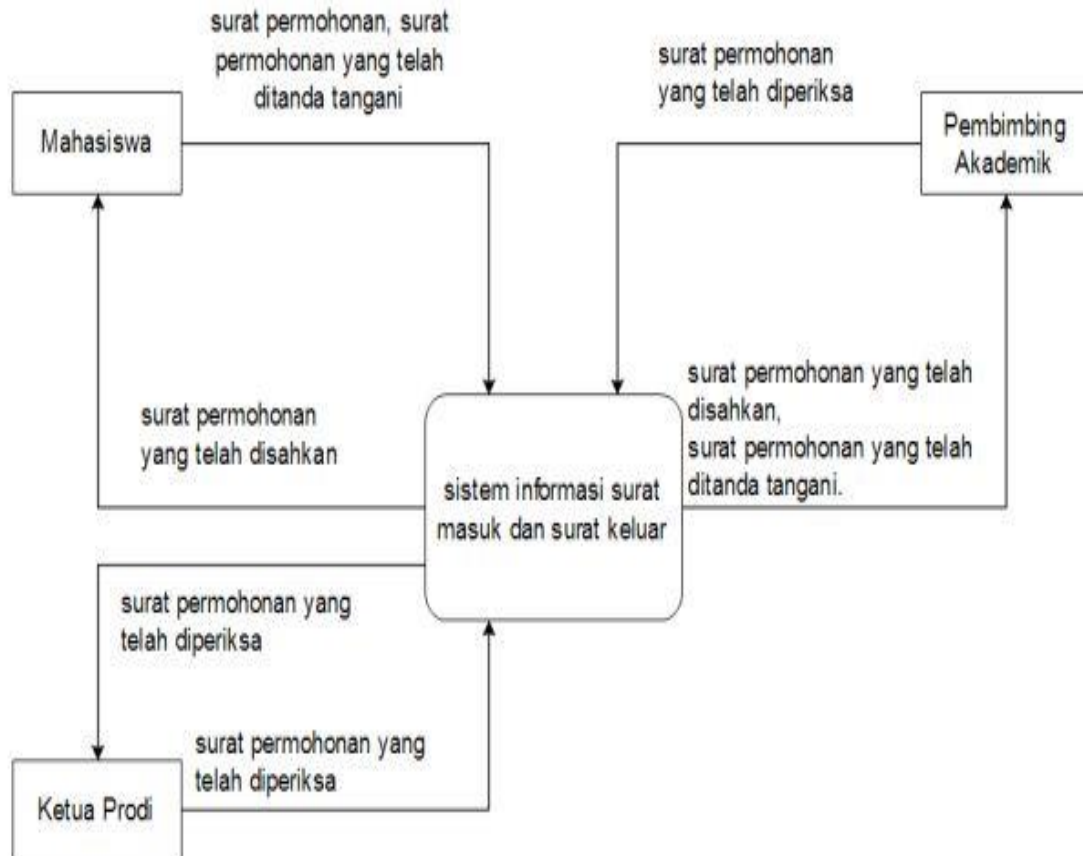 surat permohonan, surat
permohonan yang telah
ditanda tangani
surat permohonan
yang telah diperiksa
Mahasiswa
Pembimbing
Akademik
surat permohonan
yang telah disahkan
surat permohonan yang telah
disahkan,
surat permohonan yang telah
ditanda tangani.
sistem informasi surat
masuk dan surat keluar
surat permohonan yang
telah diperiksa
surat permohonan yang
telah diperiksa
Ketua Prodi